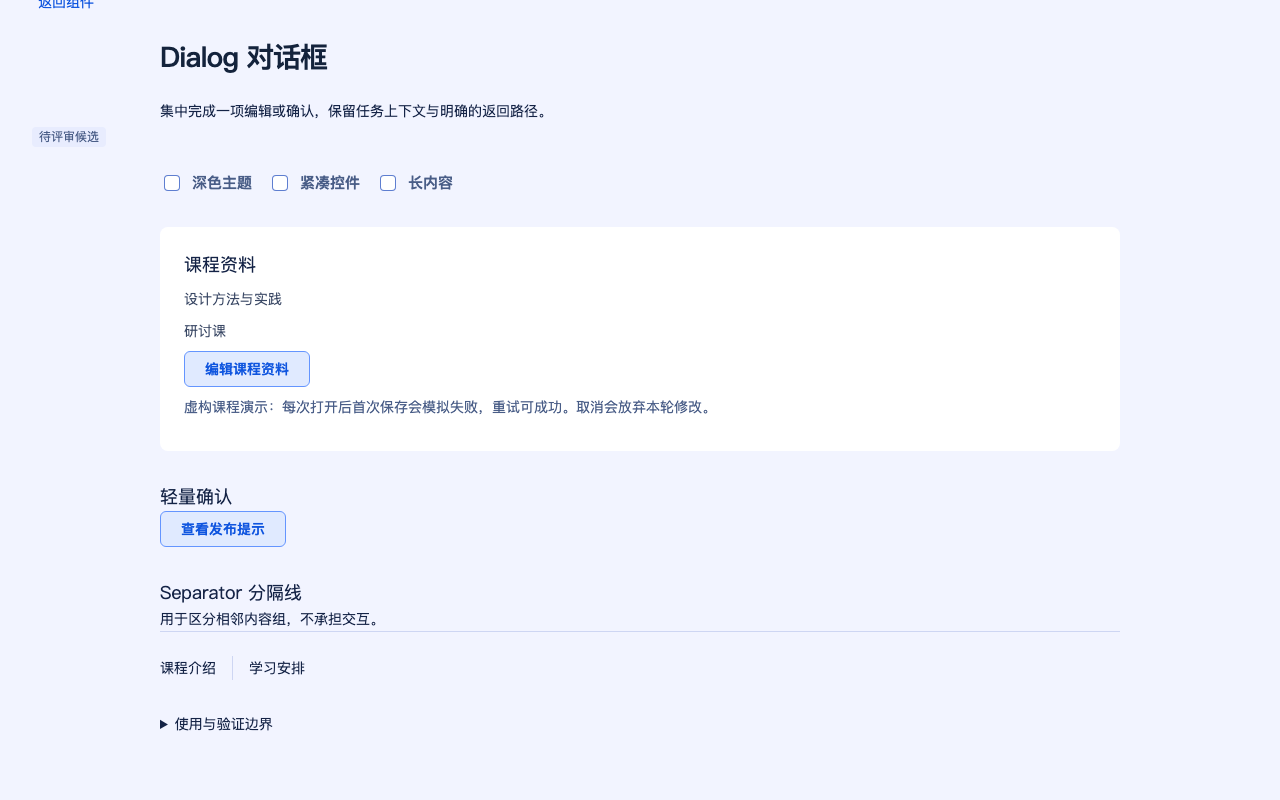 返回组件
Dialog 对话框
集中完成一项编辑或确认，保留任务上下文与明确的返回路径。
待评审候选
深色主题 紧凑控件 长内容
课程资料
设计方法与实践
研讨课
编辑课程资料
虚构课程演示：每次打开后首次保存会模拟失败，重试可成功。取消会放弃本轮修改。
轻量确认
查看发布提示
Separator 分隔线
用于区分相邻内容组，不承担交互。
课程介绍 学习安排
使用与验证边界